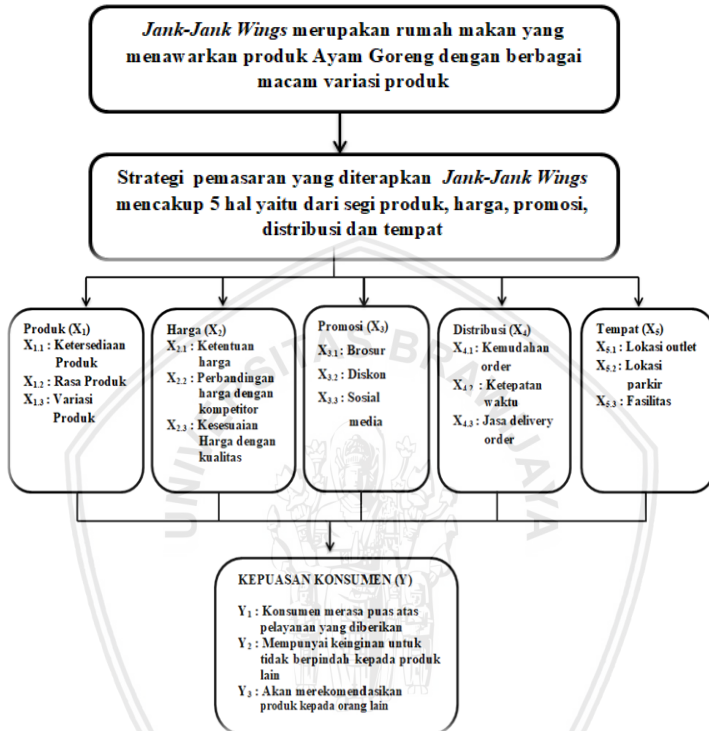 Jank-Jank Wings merupakan rumah makan yang
menawarkan produk Ayam Goreng dengan berbagai
macam variasi produk
Strategi pemasaran yang diterapkan Jank-Jank Wings
mencakup 5 hal yaitu dari segi produk, harga, promosi,
distribusi dan tempat
Produk (X₁)
X₁.₁ : Ketersediaan
Produk
X₁.₂ : Rasa Produk
X₁.₃ : Variasi
Produk
Harga (X₂)
X₂.₁ : Ketentuan
harga
X₂.₂ : Perbandingan
harga dengan
kompetitor
X₂.₃ : Kesesuaian
Harga dengan
kualitas
Promosi (X₃)
X₃.₁ : Brosur
X₃.₂ : Diskon
X₃.₃ : Sosial
media
Distribusi (X₄)
X₄.₁ : Kemudahan
order
X₄.₂ : Ketepatan
waktu
X₄.₃ : Jasa delivery
order
Tempat (X₅)
X₅.₁ : Lokasi outlet
X₅.₂ : Lokasi
parkir
X₅.₃ : Fasilitas
KEPUASAN KONSUMEN (Y)
Y₁ : Konsumen merasa puas atas
pelayanan yang diberikan
Y₂ : Mempunyai keinginan untuk
tidak berpindah kepada produk
lain
Y₃ : Akan merekomendasikan
produk kepada orang lain
UNIVERSITAS BRAWIJAYA